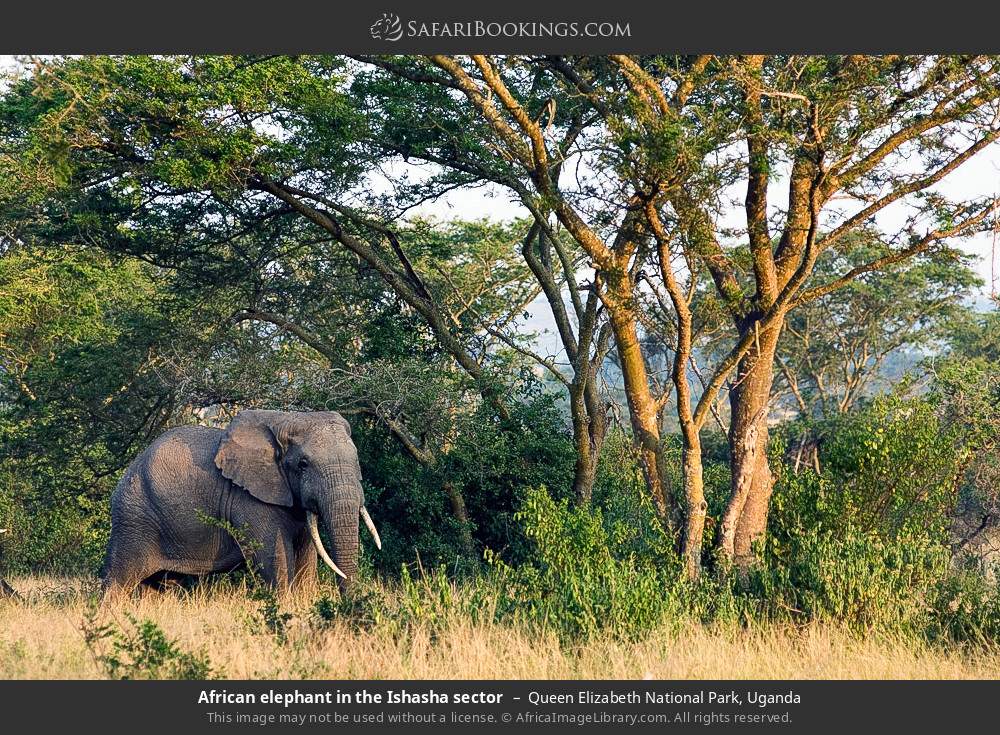 SafariBookings.com
African elephant in the Ishasha sector – Queen Elizabeth National Park, Uganda
This image may not be used without a license. © AfricaImageLibrary.com. All rights reserved.